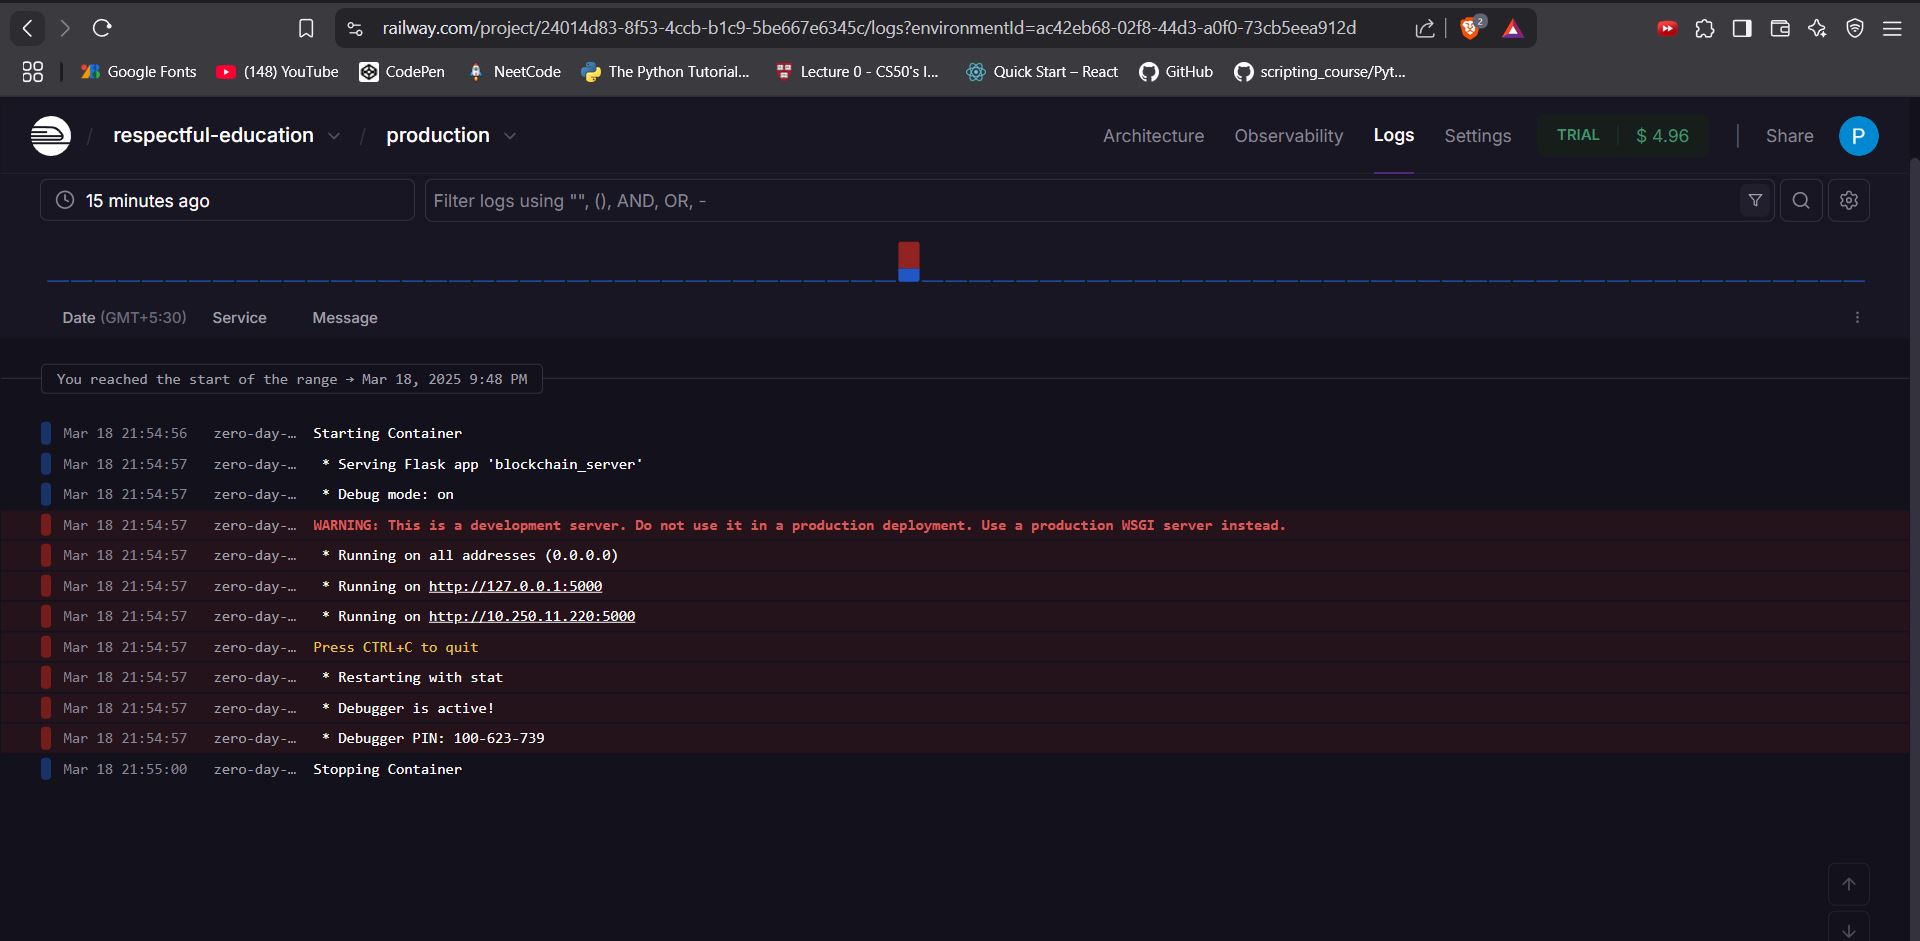 railway.com/project/24014d83-8f53-4ccb-b1c9-5be667e6345c/logs?environmentId=ac42eb68-02f8-44d3-a0f0-73cb5eea912d
2
Google Fonts
(148) YouTube
CodePen
NeetCode
The Python Tutorial...
Lecture 0 - CS50's I...
Quick Start – React
GitHub
scripting_course/Pyt...
/ respectful-education / production
Architecture Observability Logs Settings TRIAL $ 4.96 Share P
15 minutes ago
Filter logs using "", (), AND, OR, -
Date (GMT+5:30) Service Message
You reached the start of the range → Mar 18, 2025 9:48 PM
Mar 18 21:54:56 zero-day-… Starting Container
Mar 18 21:54:57 zero-day-… * Serving Flask app 'blockchain_server'
Mar 18 21:54:57 zero-day-… * Debug mode: on
Mar 18 21:54:57 zero-day-… WARNING: This is a development server. Do not use it in a production deployment. Use a production WSGI server instead.
Mar 18 21:54:57 zero-day-… * Running on all addresses (0.0.0.0)
Mar 18 21:54:57 zero-day-… * Running on http://127.0.0.1:5000
Mar 18 21:54:57 zero-day-… * Running on http://10.250.11.220:5000
Mar 18 21:54:57 zero-day-… Press CTRL+C to quit
Mar 18 21:54:57 zero-day-… * Restarting with stat
Mar 18 21:54:57 zero-day-… * Debugger is active!
Mar 18 21:54:57 zero-day-… * Debugger PIN: 100-623-739
Mar 18 21:55:00 zero-day-… Stopping Container